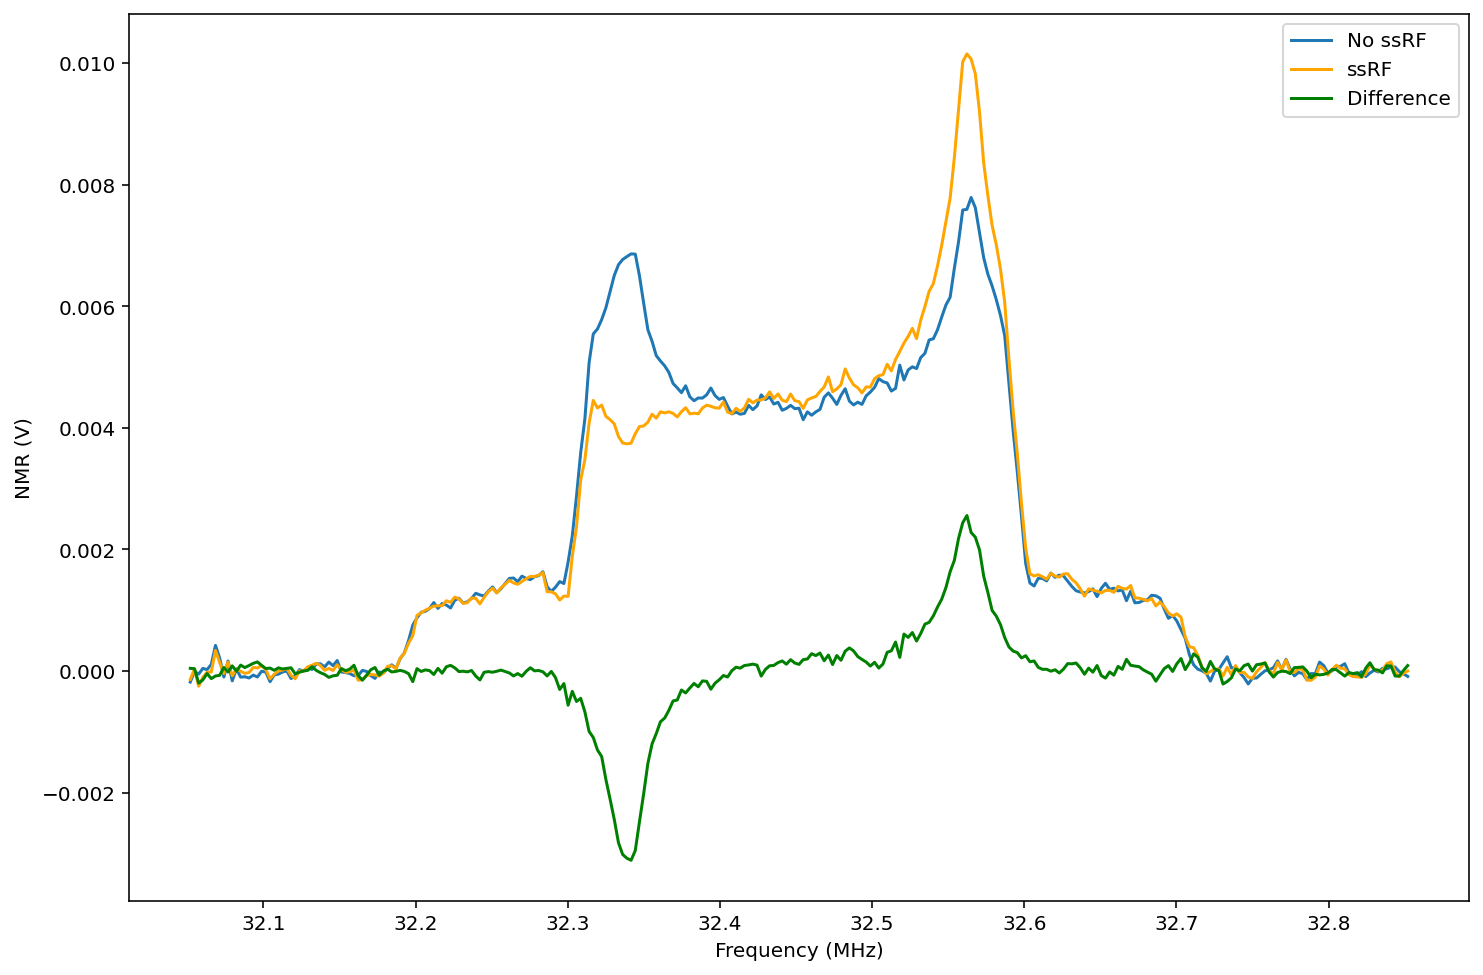 No ssRF
ssRF
Difference
0.010
0.008
0.006
0.004
0.002
0.000
−0.002
NMR (V)
32.1 32.2 32.3 32.4 32.5 32.6 32.7 32.8
Frequency (MHz)